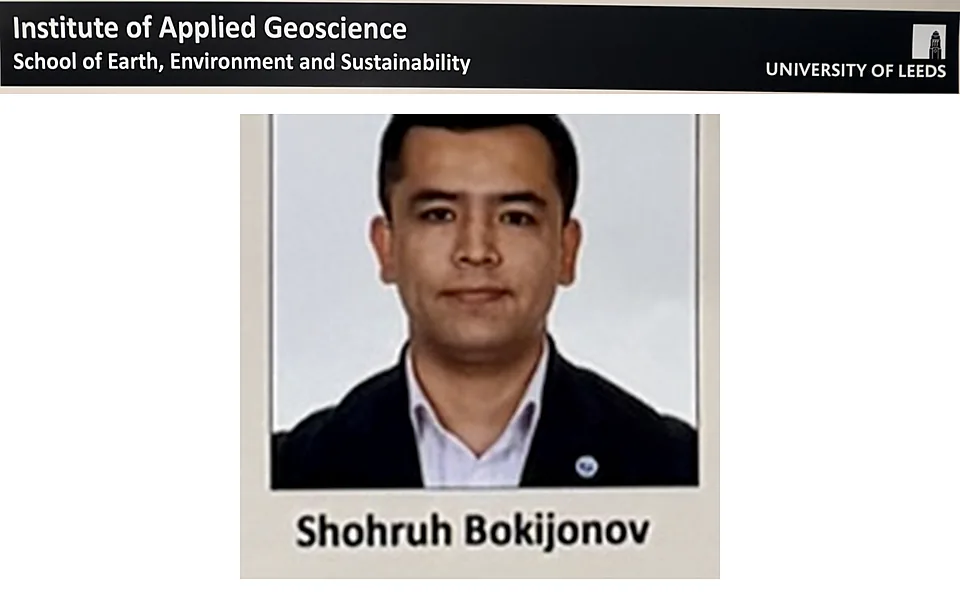 Institute of Applied Geoscience
School of Earth, Environment and Sustainability
UNIVERSITY OF LEEDS
Shohruh Bokijonov